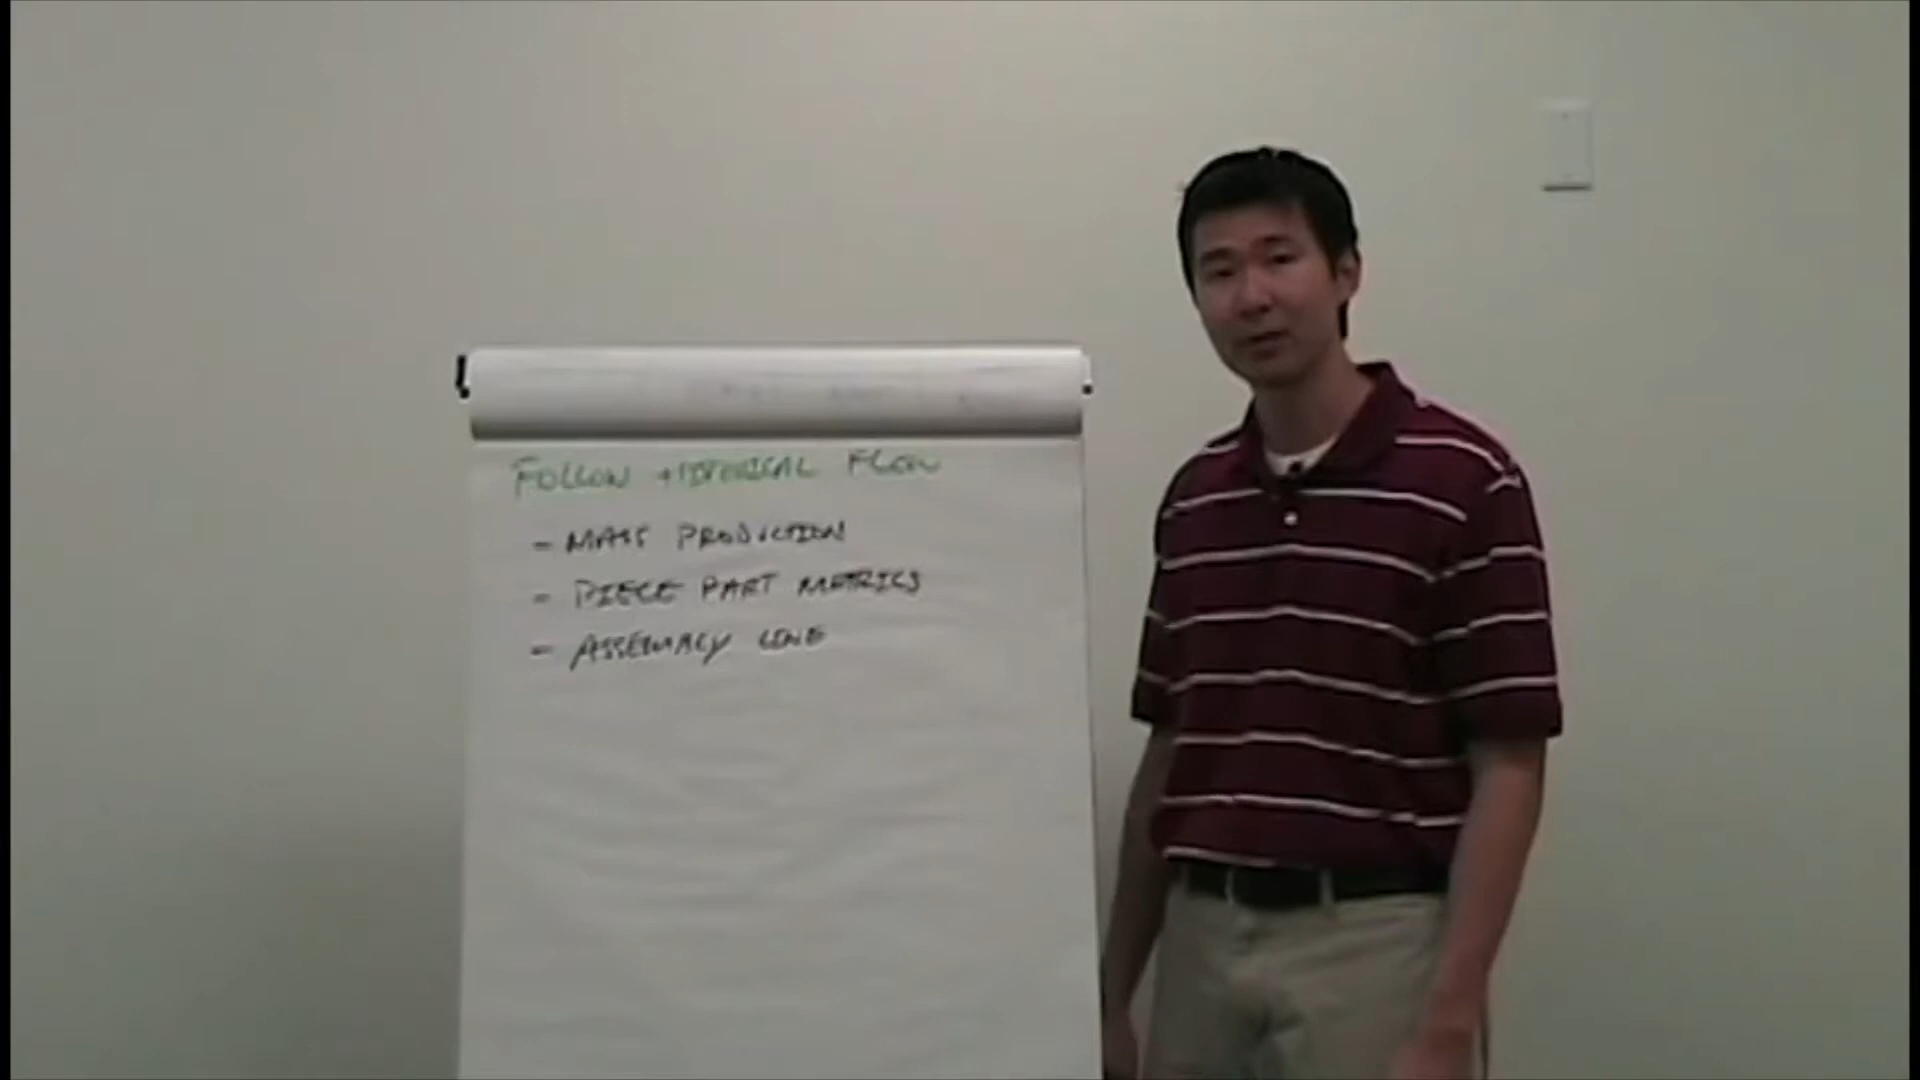 FOLLOW HISTORICAL FLOW
- MASS PRODUCTION
- PIECE PART METRICS
- ASSEMBLY LINE